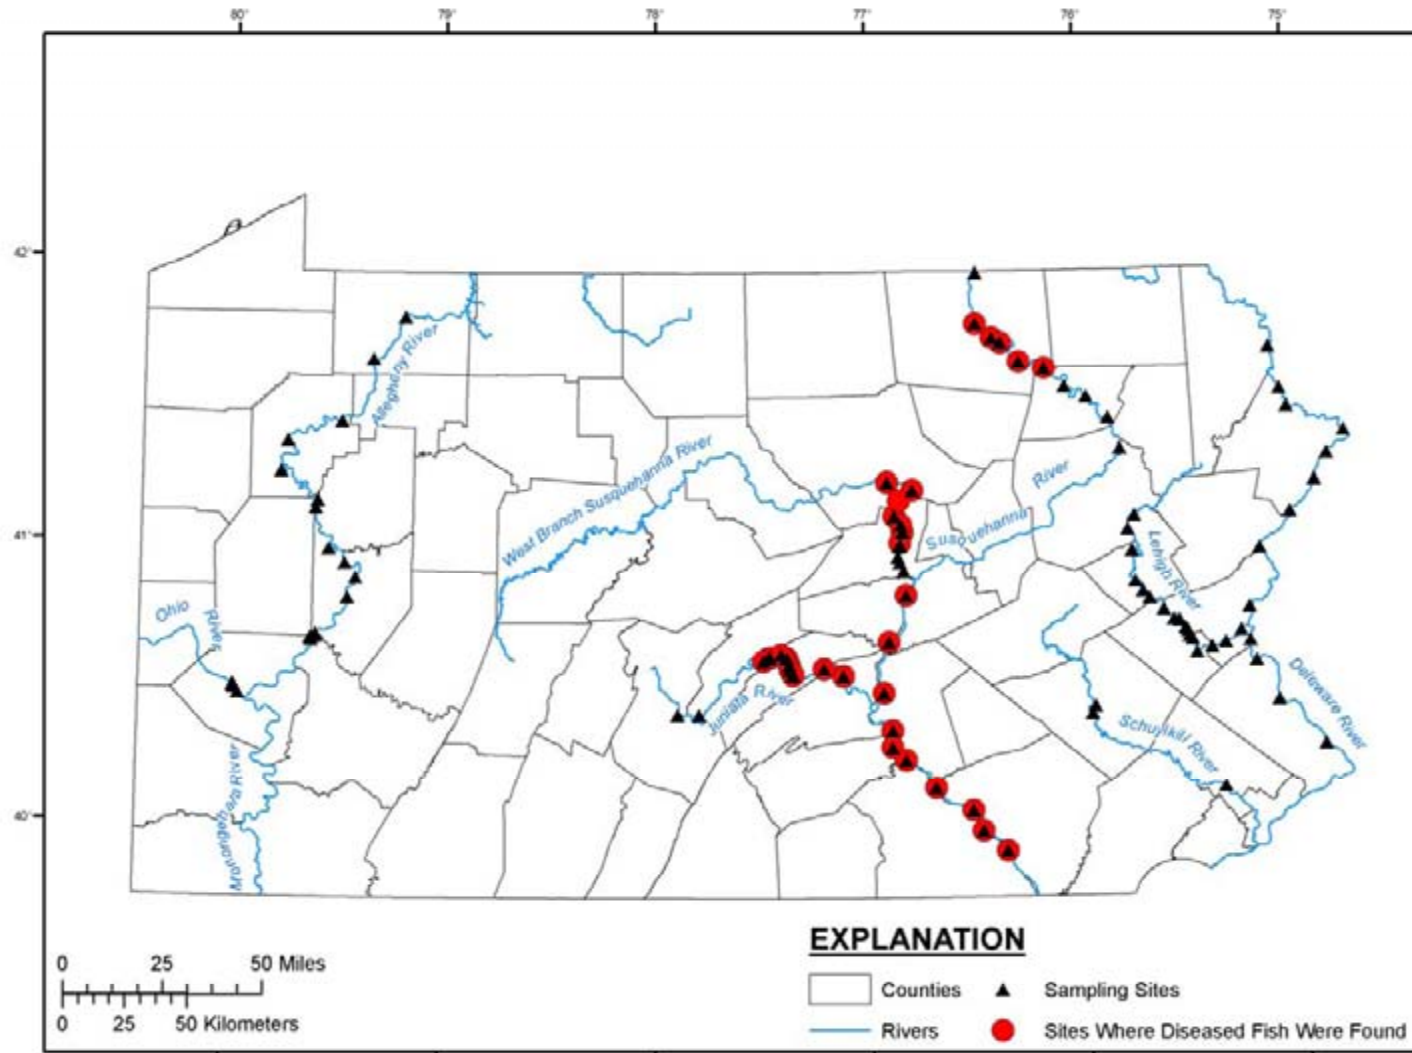 80° 79° 78° 77° 76° 75°
42°
41°
40°
Allegheny River
West Branch Susquehanna River
Susquehanna River
Lehigh River
Ohio River
Juniata River
Schuylkill River
Delaware River
Monongehara River
EXPLANATION
Counties
Sampling Sites
Rivers
Sites Where Diseased Fish Were Found
0 25 50 Miles
0 25 50 Kilometers